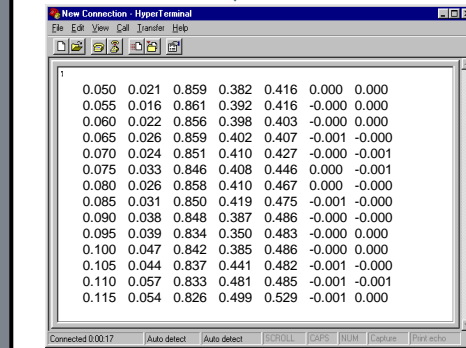 New Connection - HyperTerminal
File Edit View Call Transfer Help
1
0.050 0.021 0.859 0.382 0.416 0.000 0.000
0.055 0.016 0.861 0.392 0.416 -0.000 0.000
0.060 0.022 0.856 0.398 0.403 -0.000 0.000
0.065 0.026 0.859 0.402 0.407 -0.001 -0.000
0.070 0.024 0.851 0.410 0.427 -0.000 -0.001
0.075 0.033 0.846 0.408 0.446 0.000 -0.001
0.080 0.026 0.858 0.410 0.467 0.000 -0.000
0.085 0.031 0.850 0.419 0.475 -0.001 -0.000
0.090 0.038 0.848 0.387 0.486 -0.000 -0.000
0.095 0.039 0.834 0.350 0.483 -0.000 0.000
0.100 0.047 0.842 0.385 0.486 -0.000 0.000
0.105 0.044 0.837 0.441 0.482 -0.001 -0.000
0.110 0.057 0.833 0.481 0.485 -0.001 -0.001
0.115 0.054 0.826 0.499 0.529 -0.001 0.000
Connected 0:00:17 Auto detect Auto detect SCROLL CAPS NUM Capture Print echo